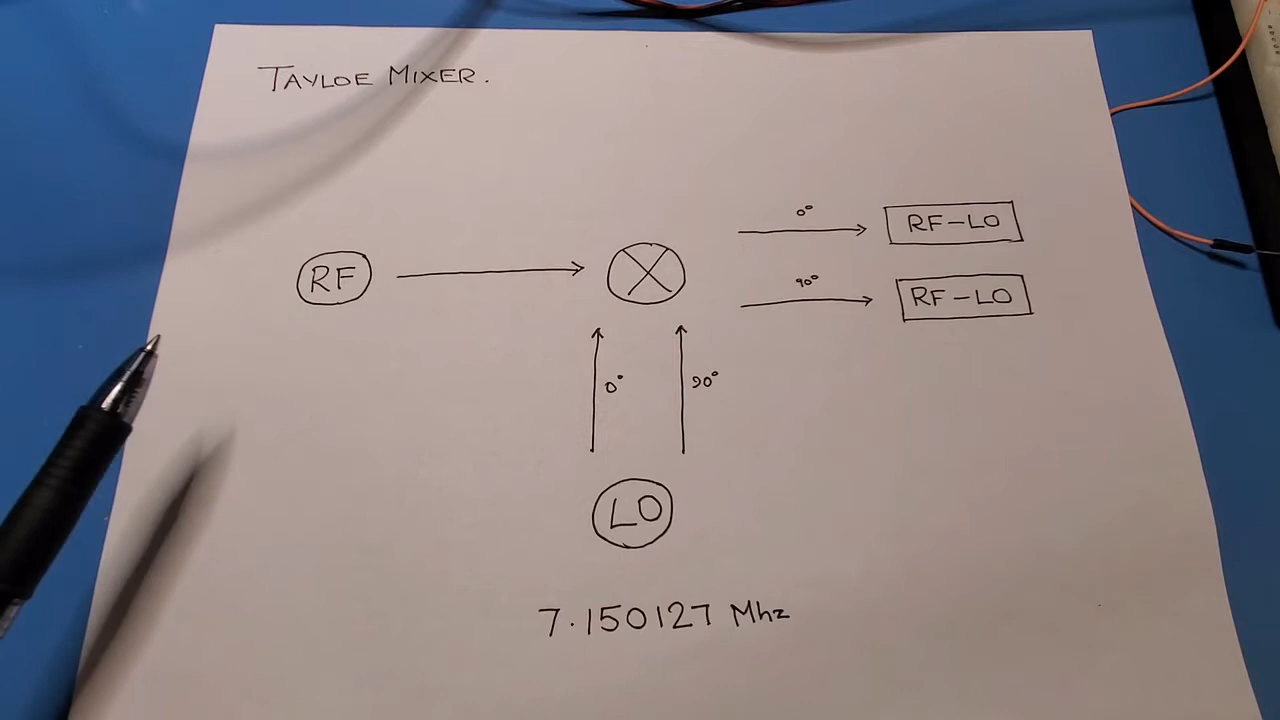 TAYLOE MIXER.
0°
RF-LO
RF
90°
RF-LO
0°
90°
LO
7.150127 Mhz